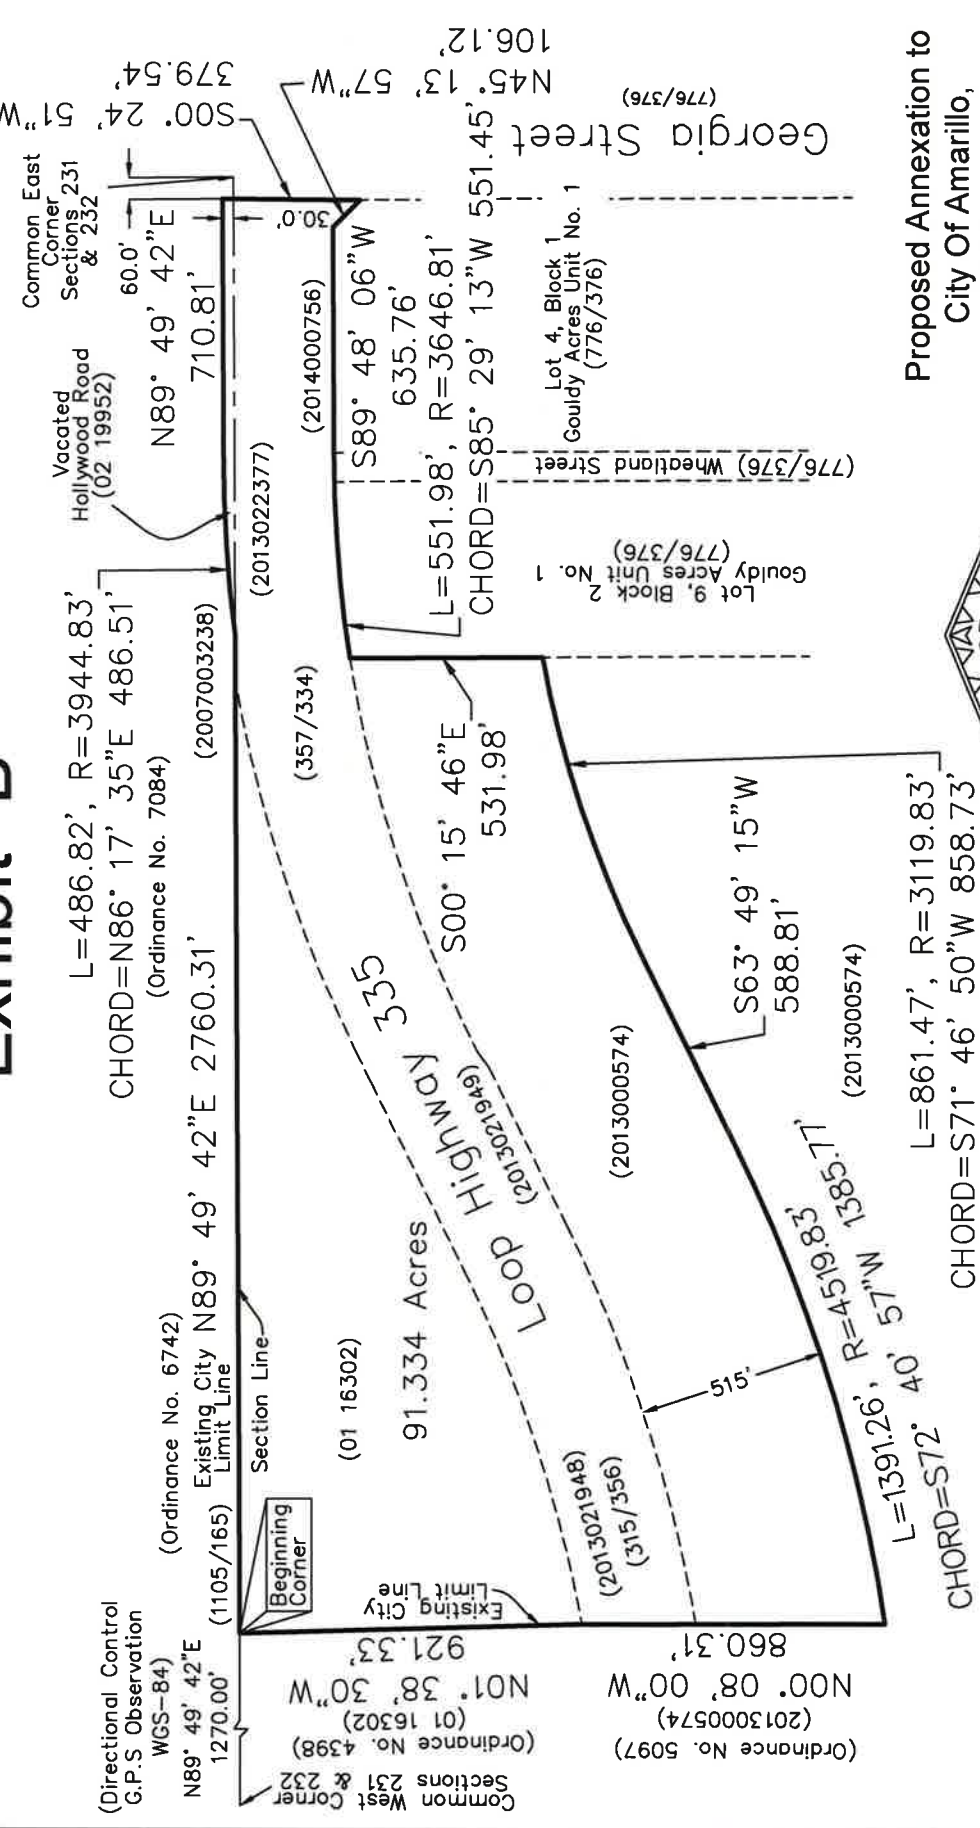 Exhibit "B"
Common East
Corner
Sections 231
& 232
60.0'
S00° 24' 51"W
379.54'
N45° 13' 57"W
106.12'
Vacated
Hollywood Road
(02 19952)
N89° 49' 42"E
710.81'
30.0'
L=486.82', R=3944.83'
CHORD=N86° 17' 35"E 486.51'
(Ordinance No. 7084)
(2007003238)
(2013022377)
(2014000756)
(357/334)
S89° 48' 06"W
635.76'
L=551.98', R=3646.81'
CHORD=S85° 29' 13"W 551.45'
Georgia Street
(776/376)
Lot 4, Block 1
Gouldy Acres Unit No. 1
(776/376)
(776/376) Wheatland Street
Lot 9, Block 2
Gouldy Acres Unit No. 1
(776/376)
(Directional Control
G.P.S Observation
WGS-84)
N89° 49' 42"E
1270.00'
(1105/165)
(Ordinance No. 6742)
Existing City
Limit Line
N89° 49' 42"E 2760.31'
Section Line
Beginning
Corner
(01 16302)
91.334 Acres
Loop Highway 335
(2013021949)
S00° 15' 46"E
531.98'
(2013000574)
S63° 49' 15"W
588.81'
(2013000574)
515'
(2013021948)
(315/356)
Existing City
Limit Line
Common West Corner
Sections 231 & 232
(Ordinance No. 4398)
(01 16302)
N01° 38' 30"W
921.33'
(Ordinance No. 5097)
(2013000574)
N00° 08' 00"W
860.31'
L=1391.26', R=4519.83'
CHORD=S72° 40' 57"W 1385.77'
L=861.47', R=3119.83'
CHORD=S71° 46' 50"W 858.73'
Proposed Annexation to
City Of Amarillo,